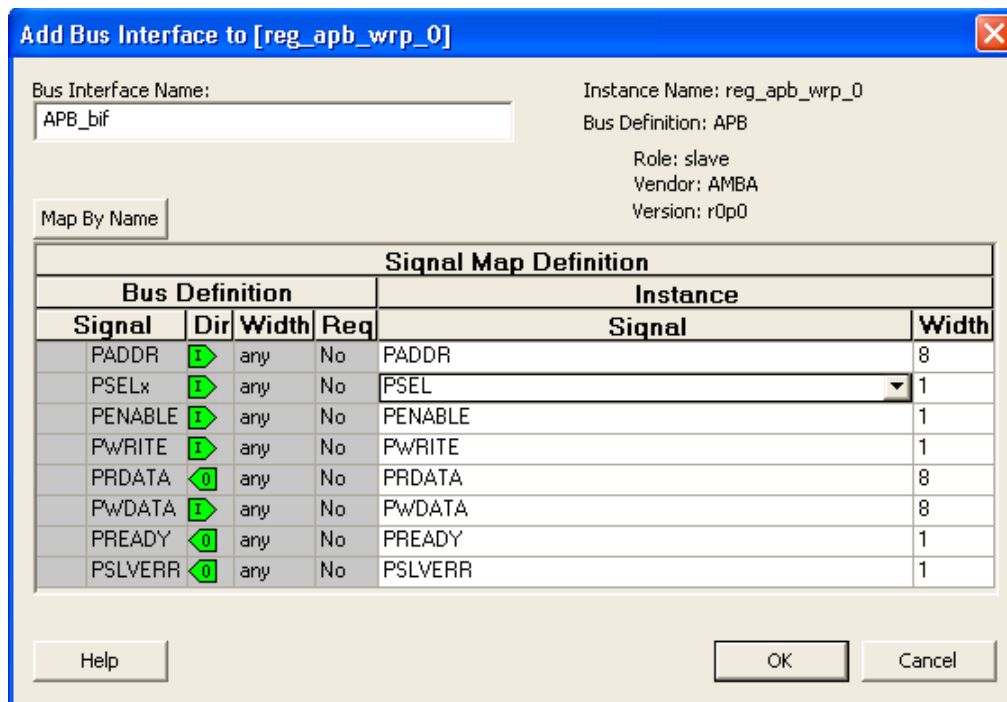 Add Bus Interface to [reg_apb_wrp_0]
Bus Interface Name:
APB_bif
Instance Name: reg_apb_wrp_0
Bus Definition: APB
Role: slave
Vendor: AMBA
Version: r0p0
Map By Name
Signal Map Definition
Bus Definition Instance
Signal Dir Width Req Signal Width
PADDR I any No PADDR 8
PSELx I any No PSEL 1
PENABLE I any No PENABLE 1
PWRITE I any No PWRITE 1
PRDATA O any No PRDATA 8
PWDATA I any No PWDATA 8
PREADY O any No PREADY 1
PSLVERR O any No PSLVERR 1
Help OK Cancel